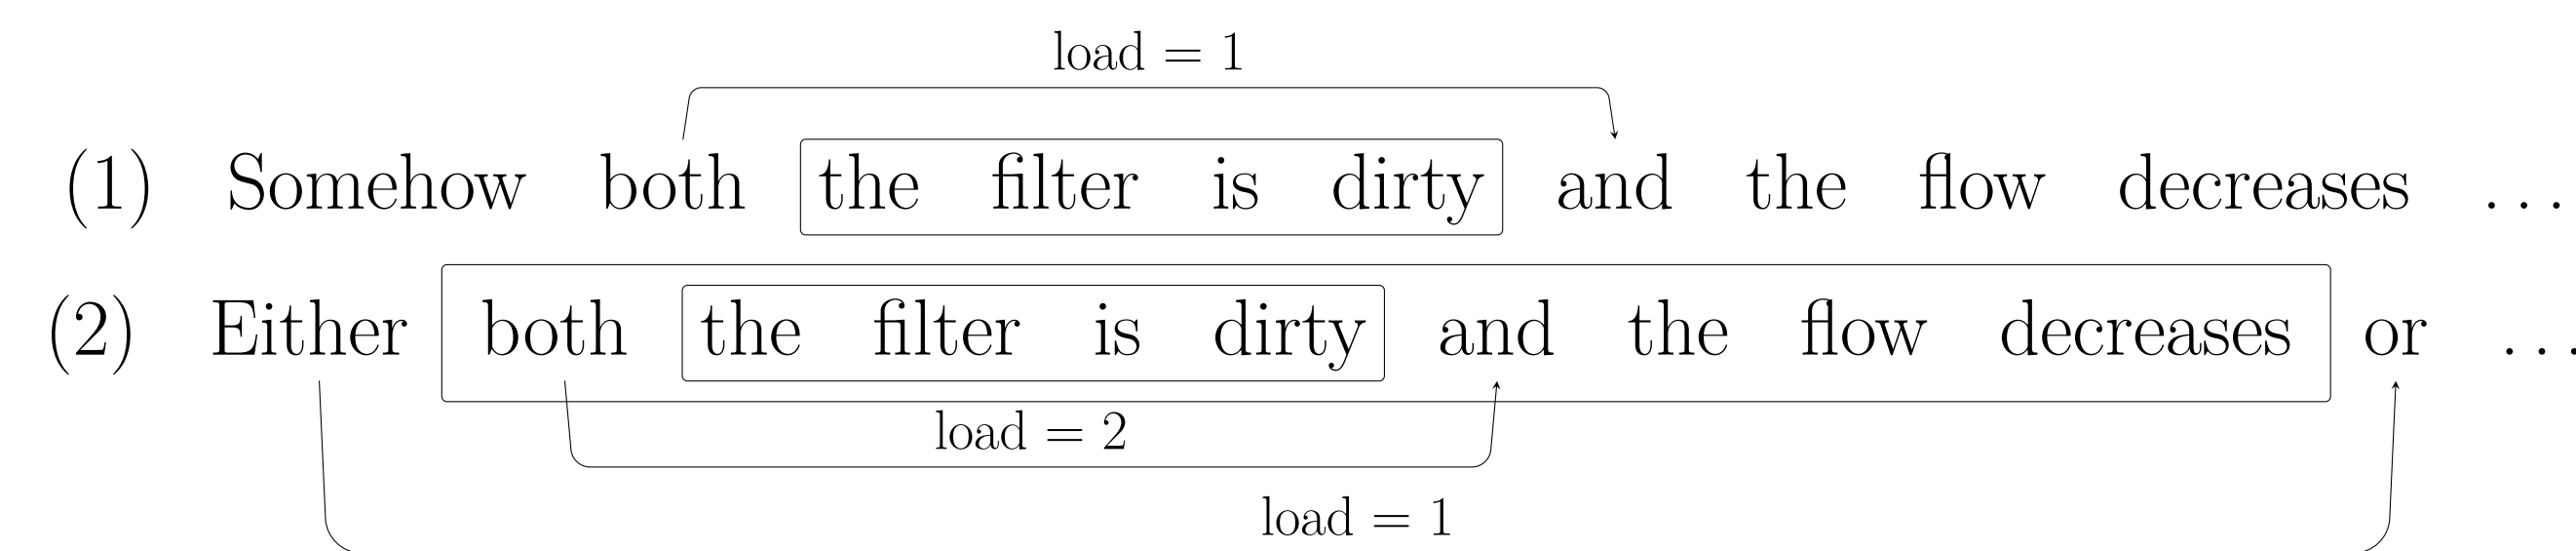 load = 1
(1) Somehow both the filter is dirty and the flow decreases ...
(2) Either both the filter is dirty and the flow decreases or ...
load = 2
load = 1